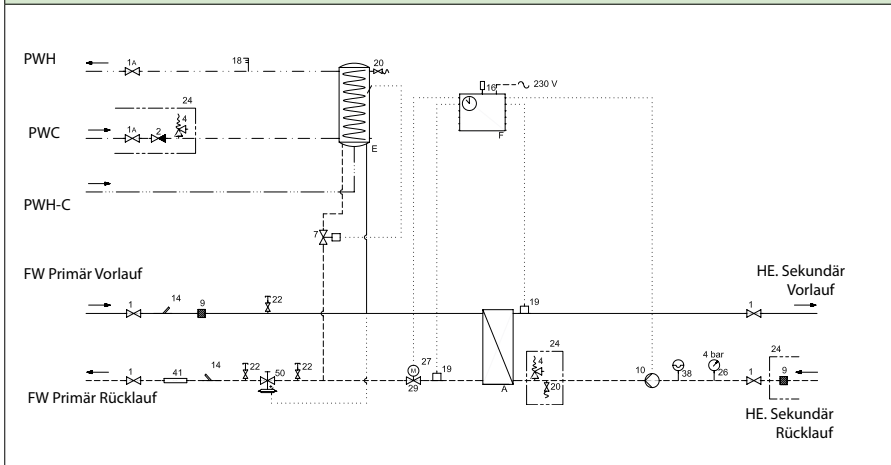 PWH
1A
18
20
16
230 V
24
4
F
PWC
1A
2
E
PWH-C
7
FW Primär Vorlauf
HE. Sekundär
Vorlauf
1
14
9
22
19
1
24
4 bar
24
1
41
14
22
50
22
27
M
29
19
4
20
A
10
38
26
1
9
FW Primär Rücklauf
HE. Sekundär
Rücklauf